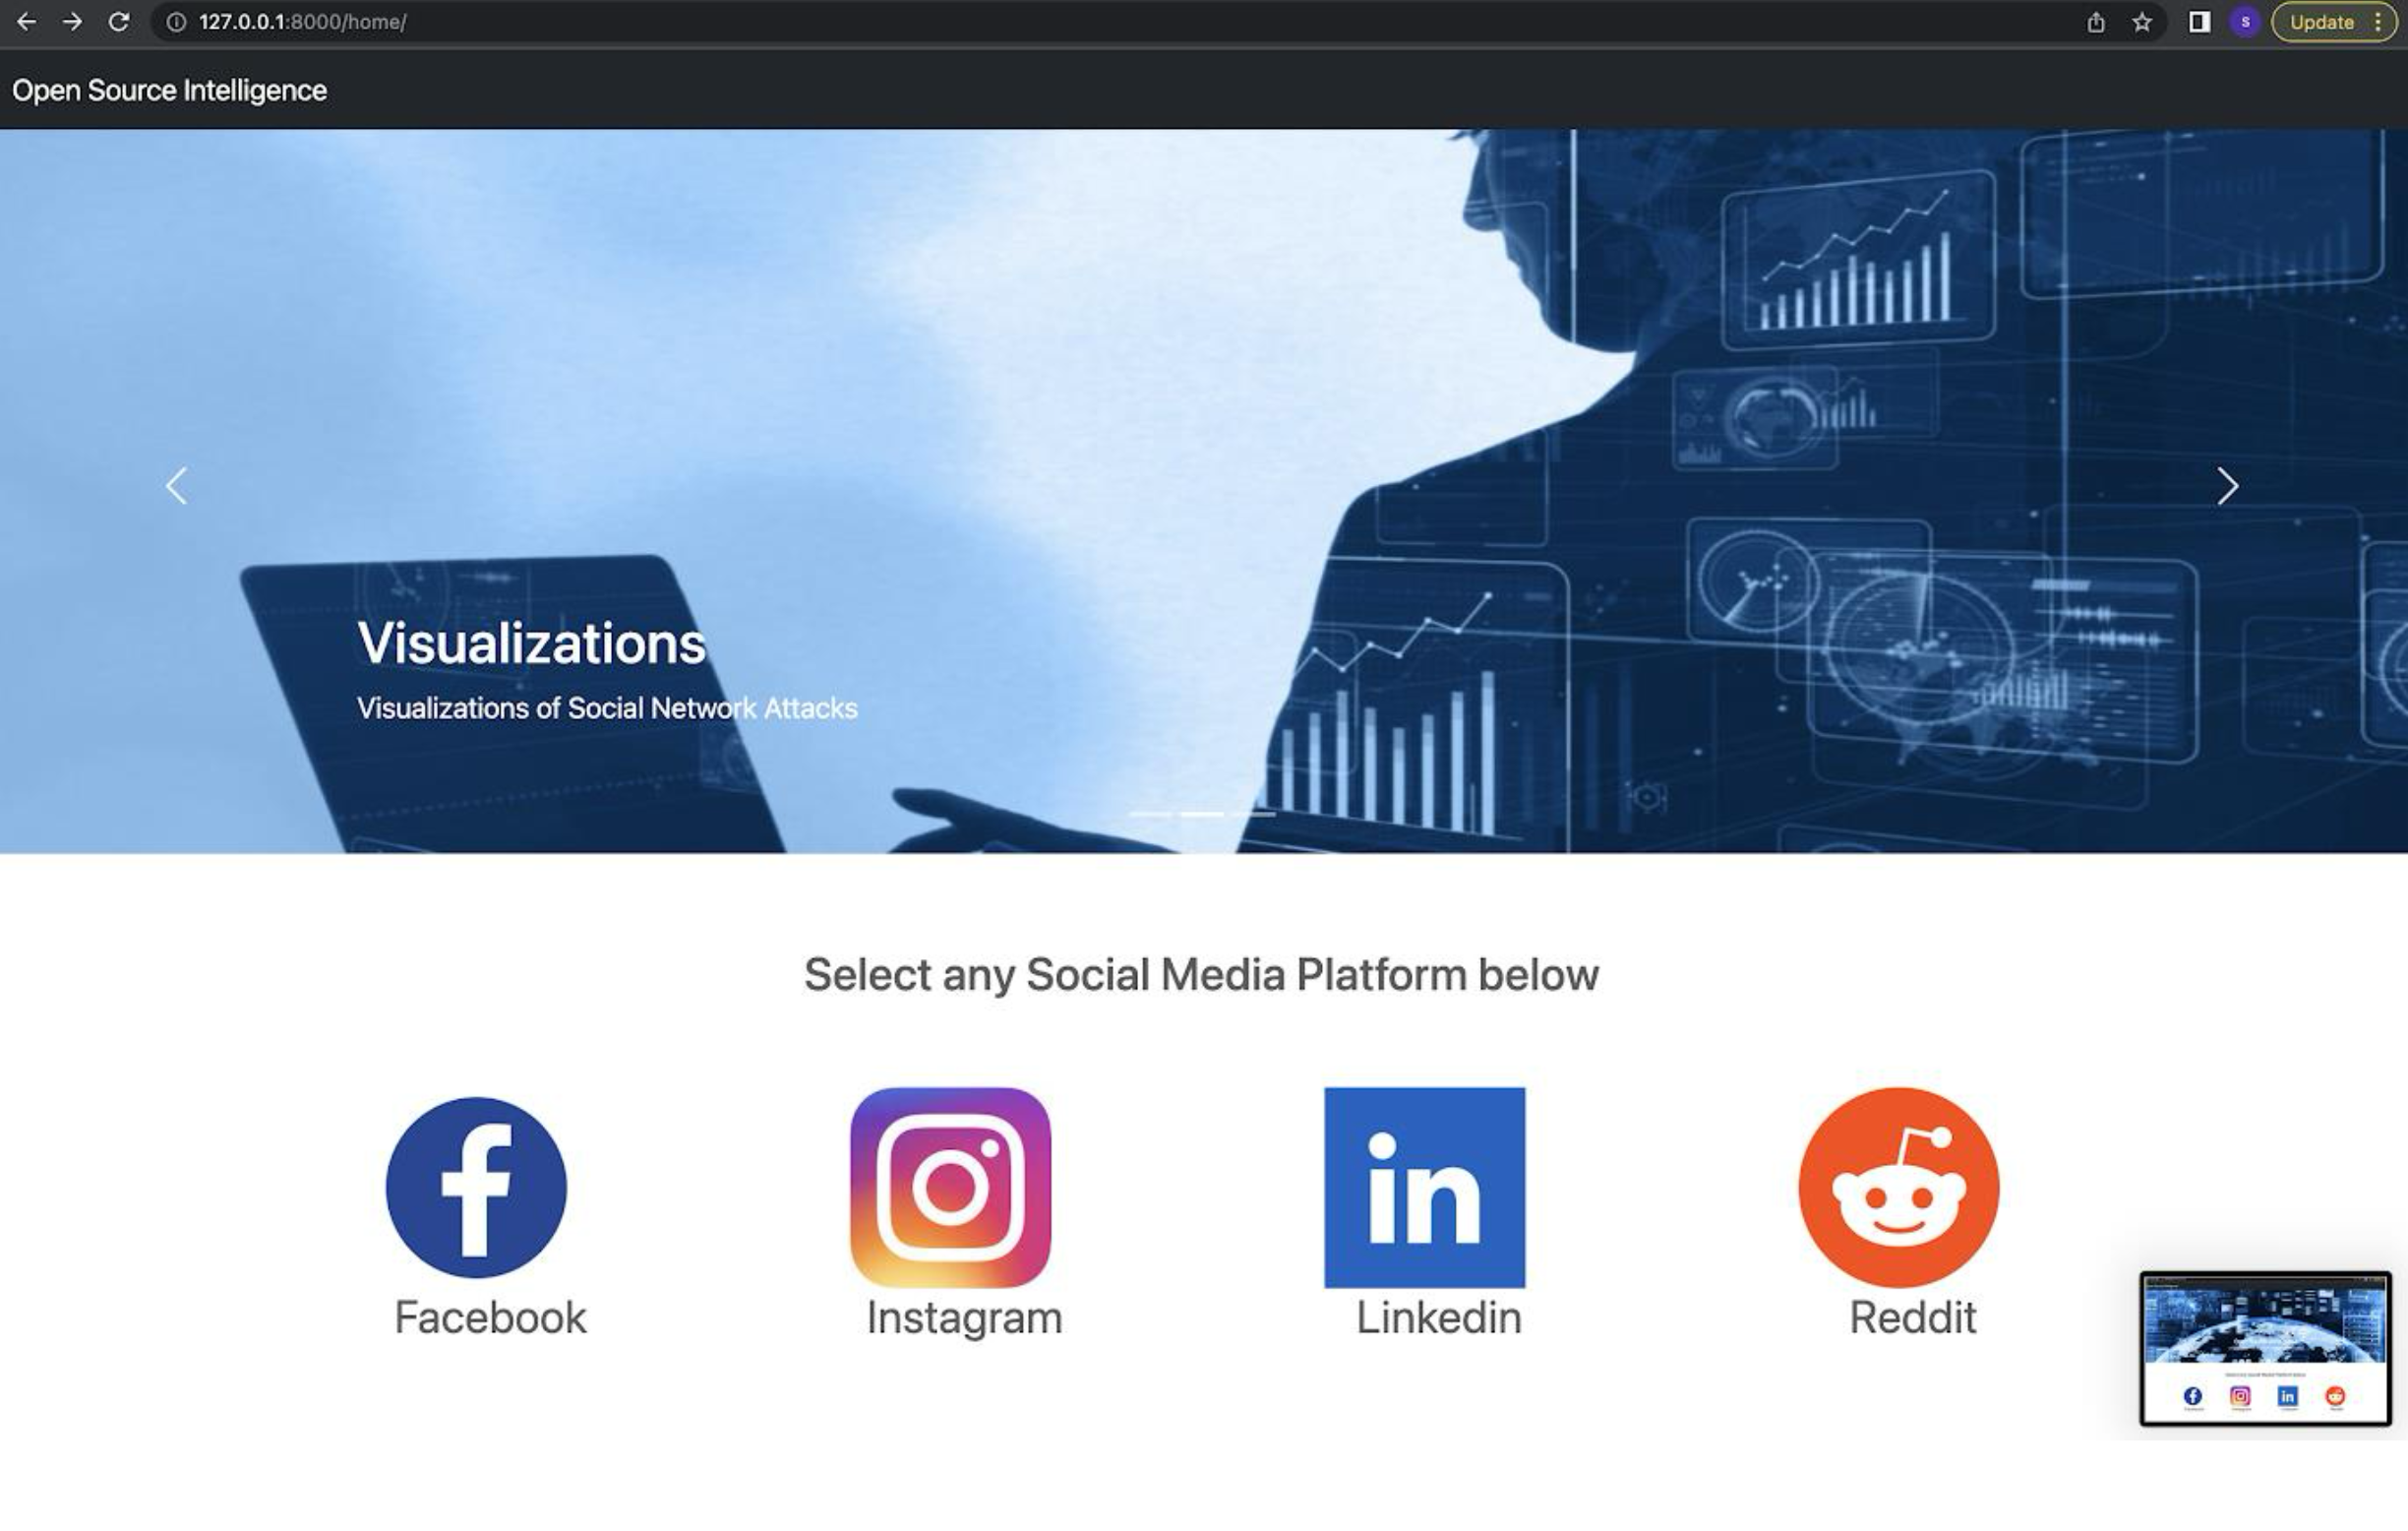 127.0.0.1:8000/home/
S
Update
Open Source Intelligence
Visualizations
Visualizations of Social Network Attacks
Select any Social Media Platform below
f
in
Facebook
Instagram
Linkedin
Reddit